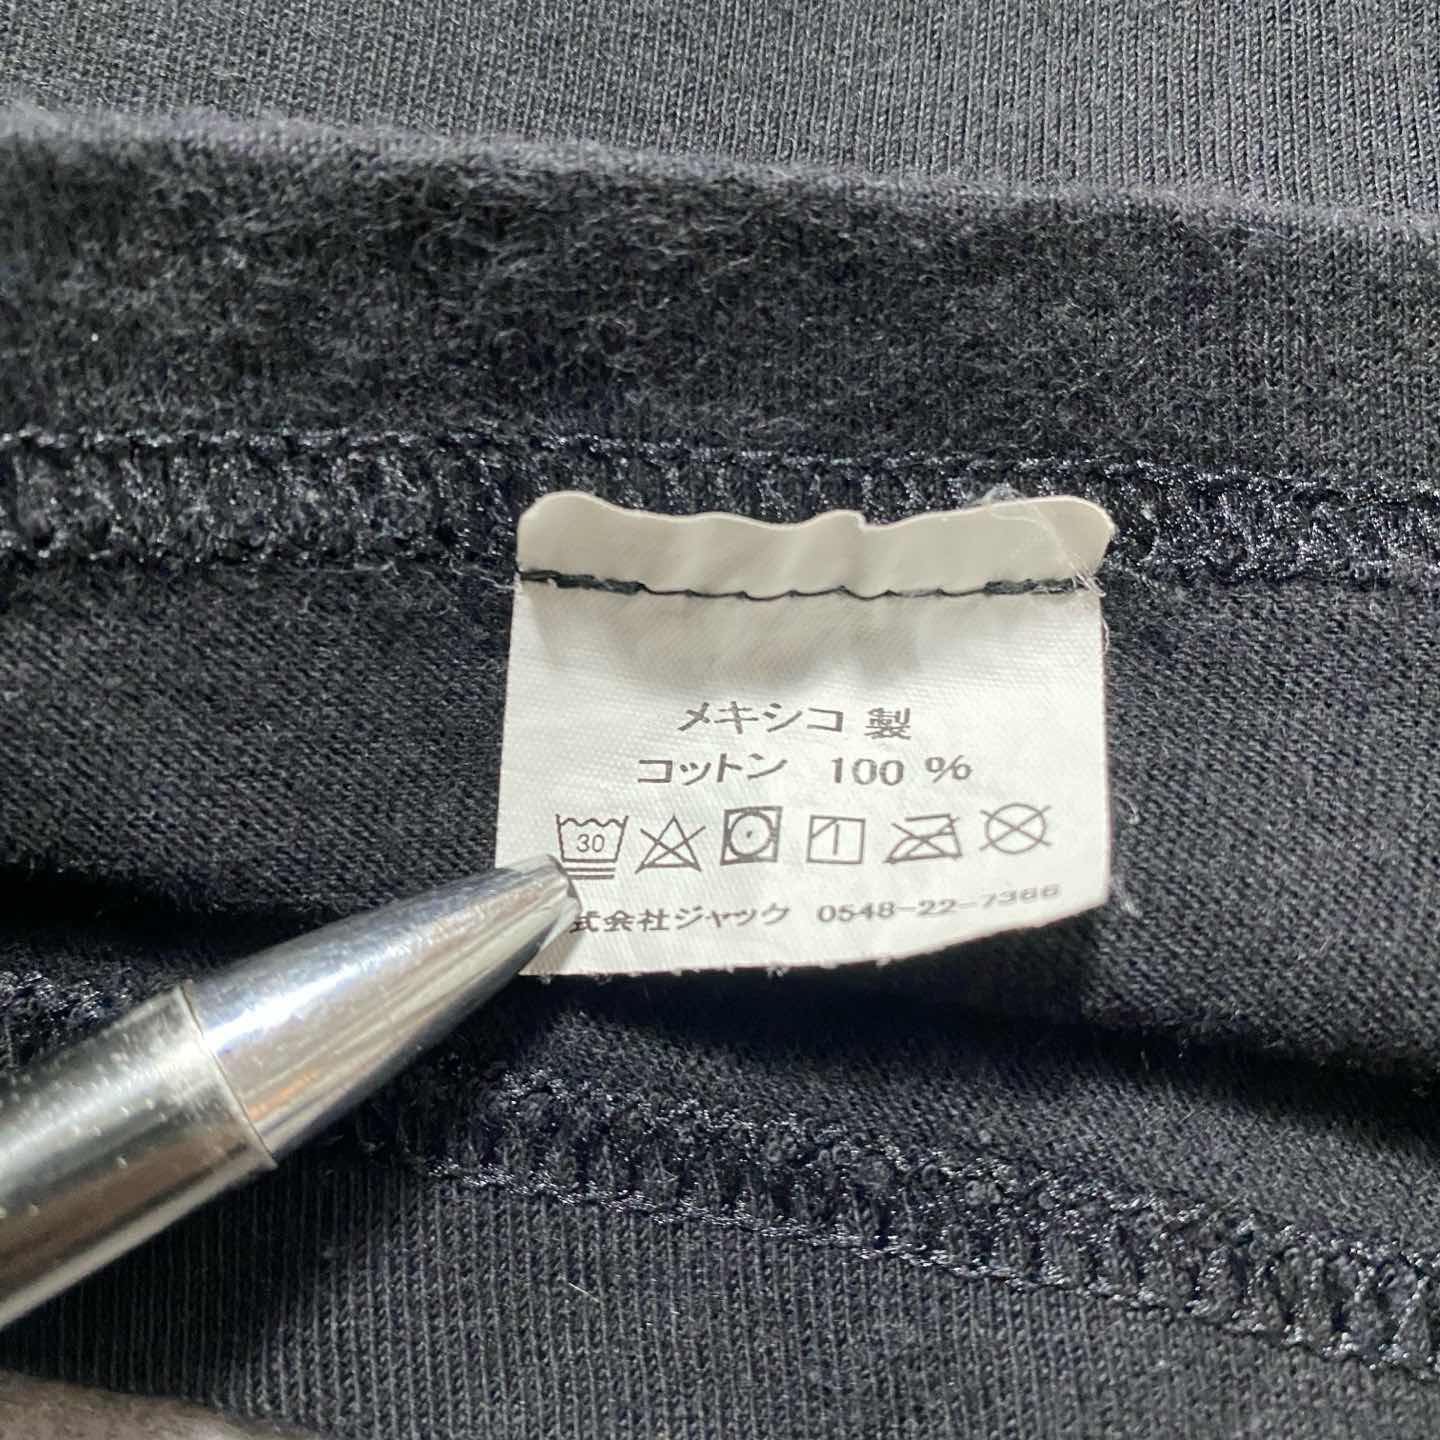 メキシコ 製
コットン 100 %
30
式会社ジャック 0548-22-7366